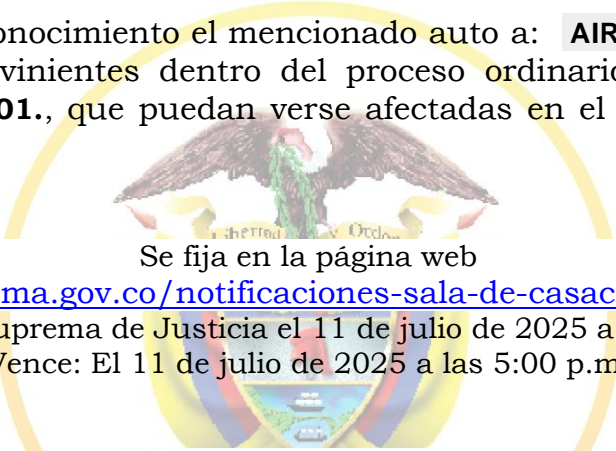 onocimiento el mencionado auto a: AIR
vinientes dentro del proceso ordinario
01., que puedan verse afectadas en el
Libertad y Orden
Se fija en la página web
ma.gov.co/notificaciones-sala-de-casac
uprema de Justicia el 11 de julio de 2025 a
Vence: El 11 de julio de 2025 a las 5:00 p.m